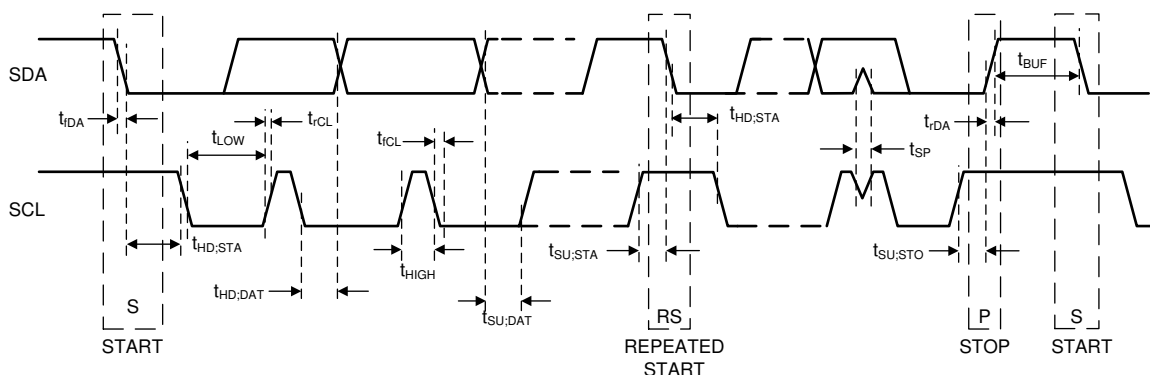 SDA
t_fDA
t_LOW
t_rCL
t_fCL
t_HD;STA
t_BUF
t_rDA
t_SP
SCL
t_HD;STA
t_HD;DAT
t_HIGH
t_SU;DAT
t_SU;STA
t_SU;STO
S
RS
P
S
START
REPEATED
START
STOP
START